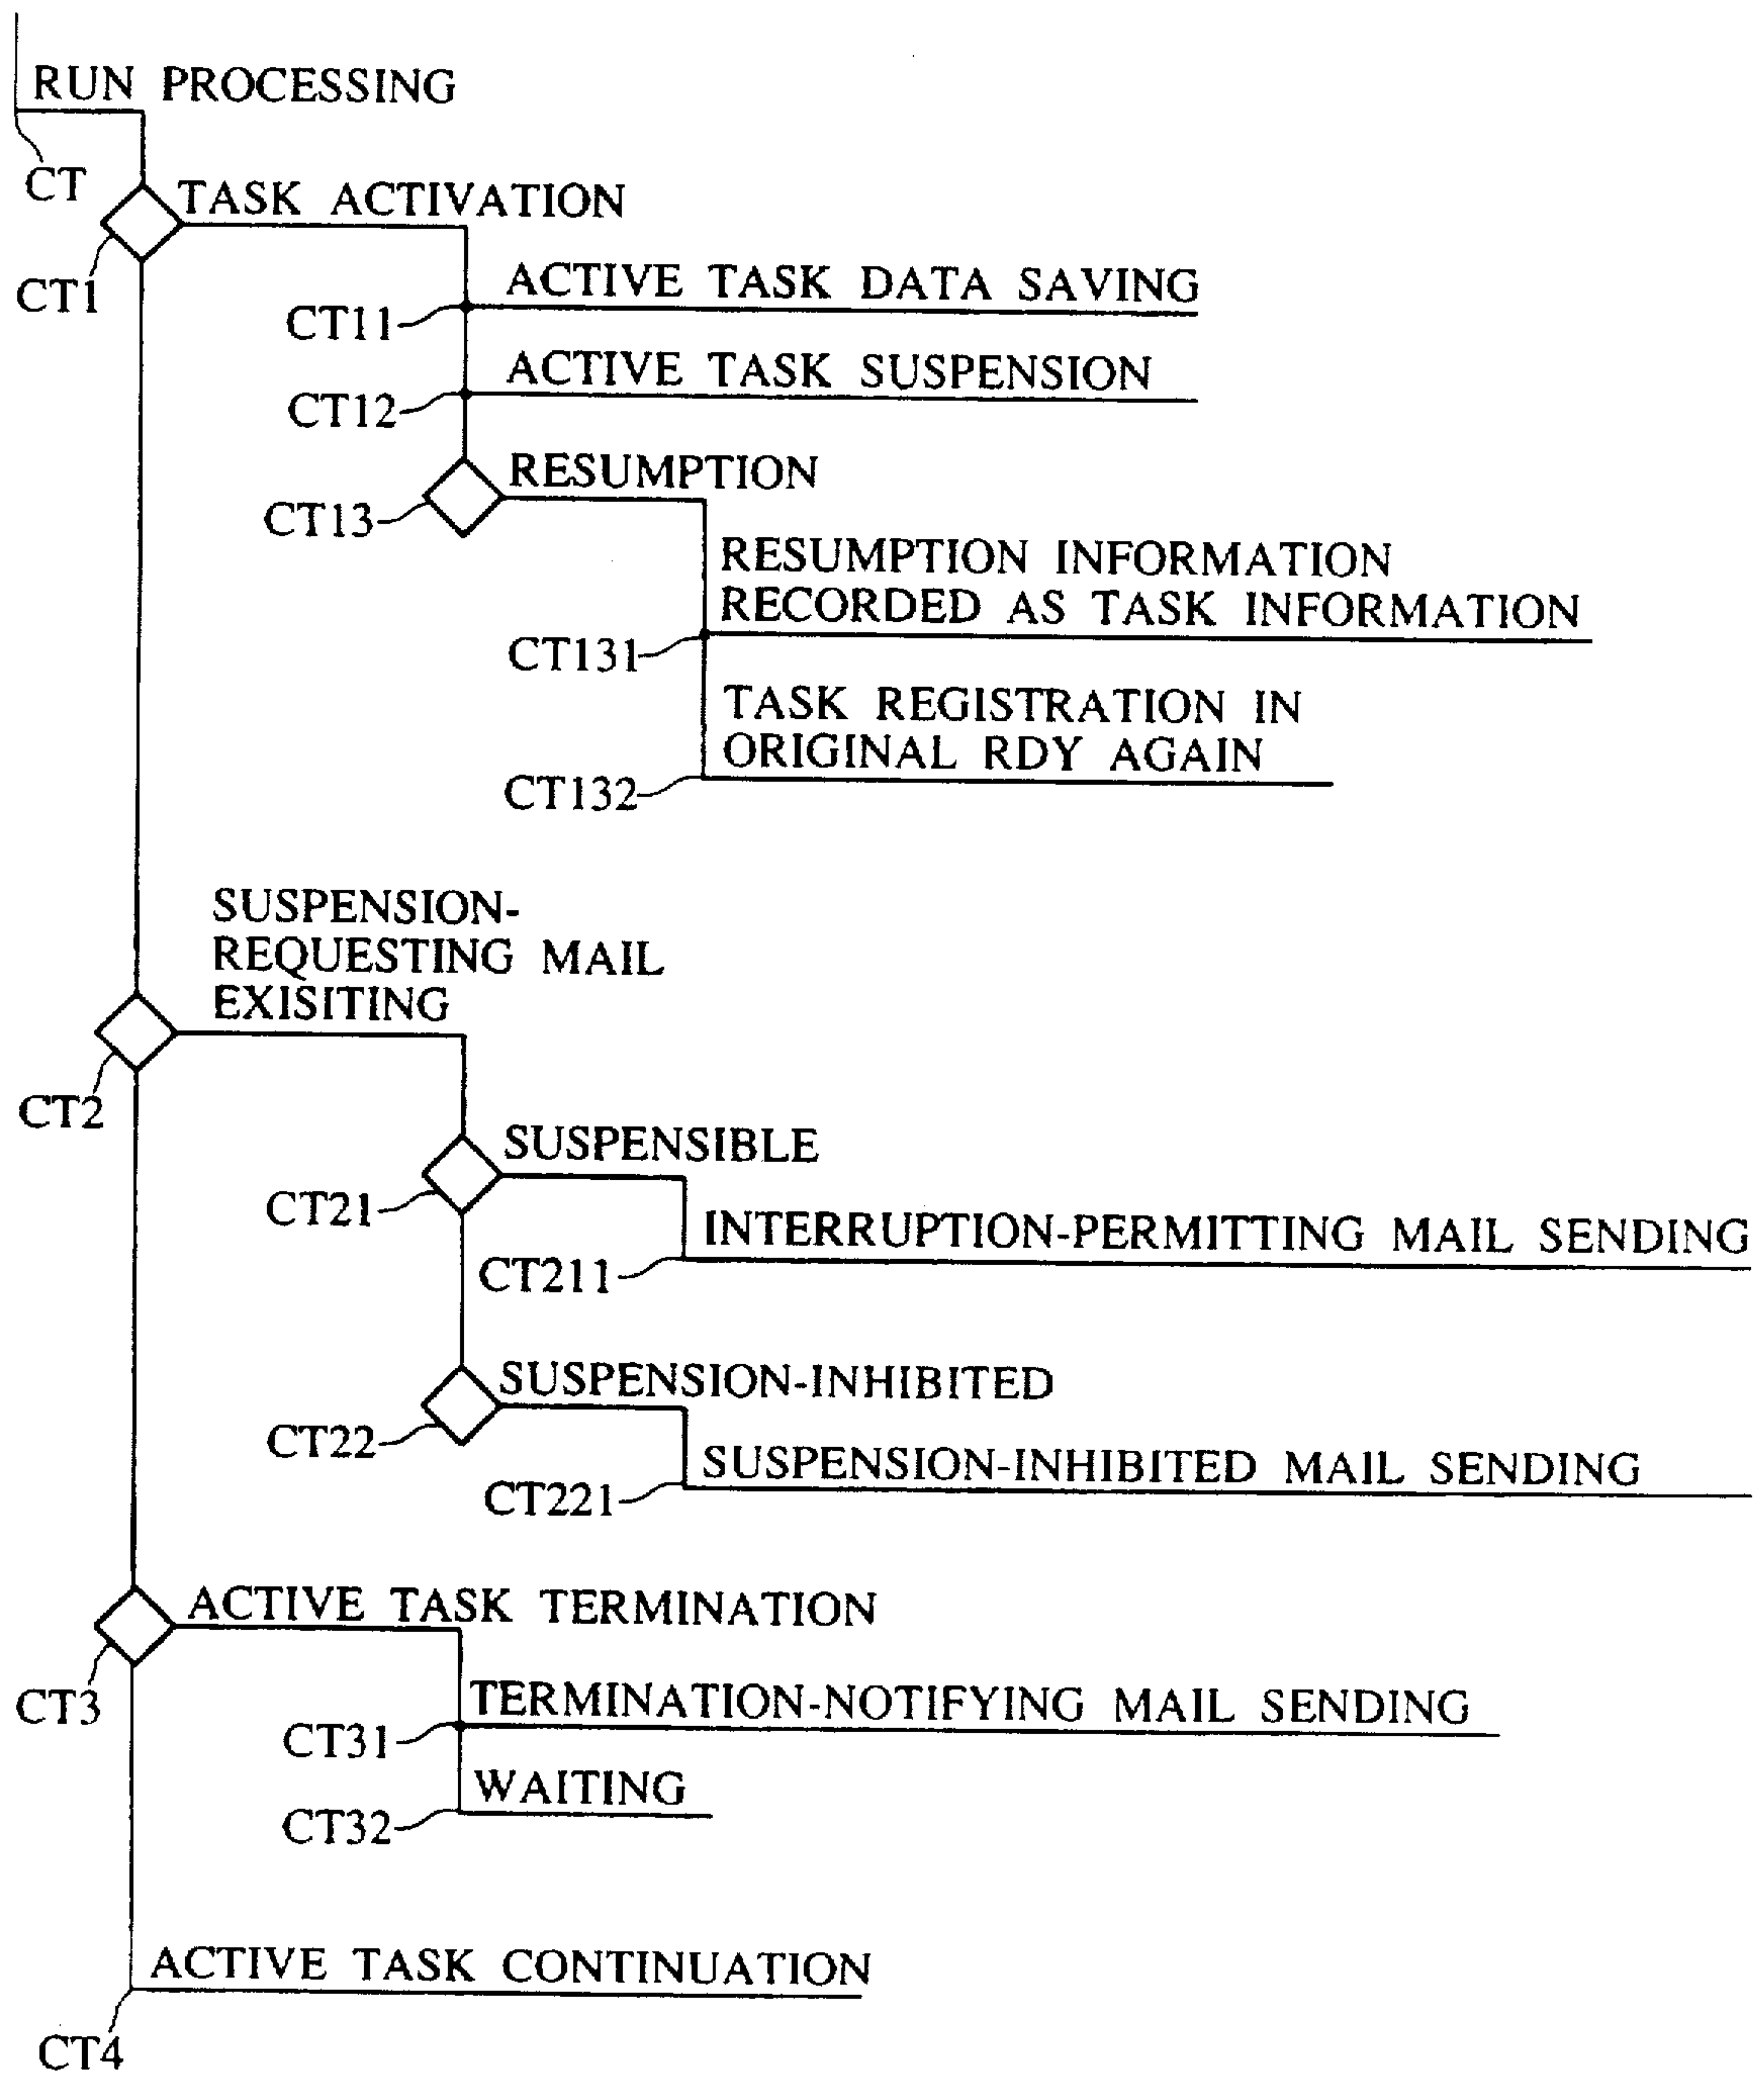 RUN PROCESSING
CT
TASK ACTIVATION
CT1
ACTIVE TASK DATA SAVING
CT11
ACTIVE TASK SUSPENSION
CT12
RESUMPTION
CT13
RESUMPTION INFORMATION
RECORDED AS TASK INFORMATION
CT131
TASK REGISTRATION IN
ORIGINAL RDY AGAIN
CT132
SUSPENSION-
REQUESTING MAIL
EXISITING
CT2
SUSPENSIBLE
CT21
INTERRUPTION-PERMITTING MAIL SENDING
CT211
SUSPENSION-INHIBITED
CT22
SUSPENSION-INHIBITED MAIL SENDING
CT221
ACTIVE TASK TERMINATION
CT3
TERMINATION-NOTIFYING MAIL SENDING
CT31
WAITING
CT32
ACTIVE TASK CONTINUATION
CT4